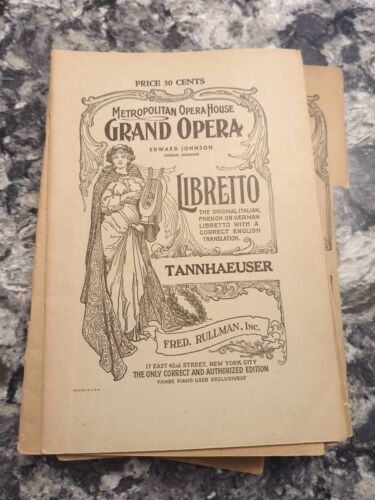 PRICE 30 CENTS
METROPOLITAN OPERA HOUSE
GRAND OPERA
EDWARD JOHNSON
GENERAL MANAGER
LIBRETTO
THE ORIGINAL ITALIAN,
FRENCH OR GERMAN
LIBRETTO WITH A
CORRECT ENGLISH
TRANSLATION.
TANNHAEUSER
FRED. RULLMAN, Inc.
17 EAST 42nd STREET, NEW YORK CITY
THE ONLY CORRECT AND AUTHORIZED EDITION
KNABE PIANO USED EXCLUSIVELY
PRINTED IN U.S.A.